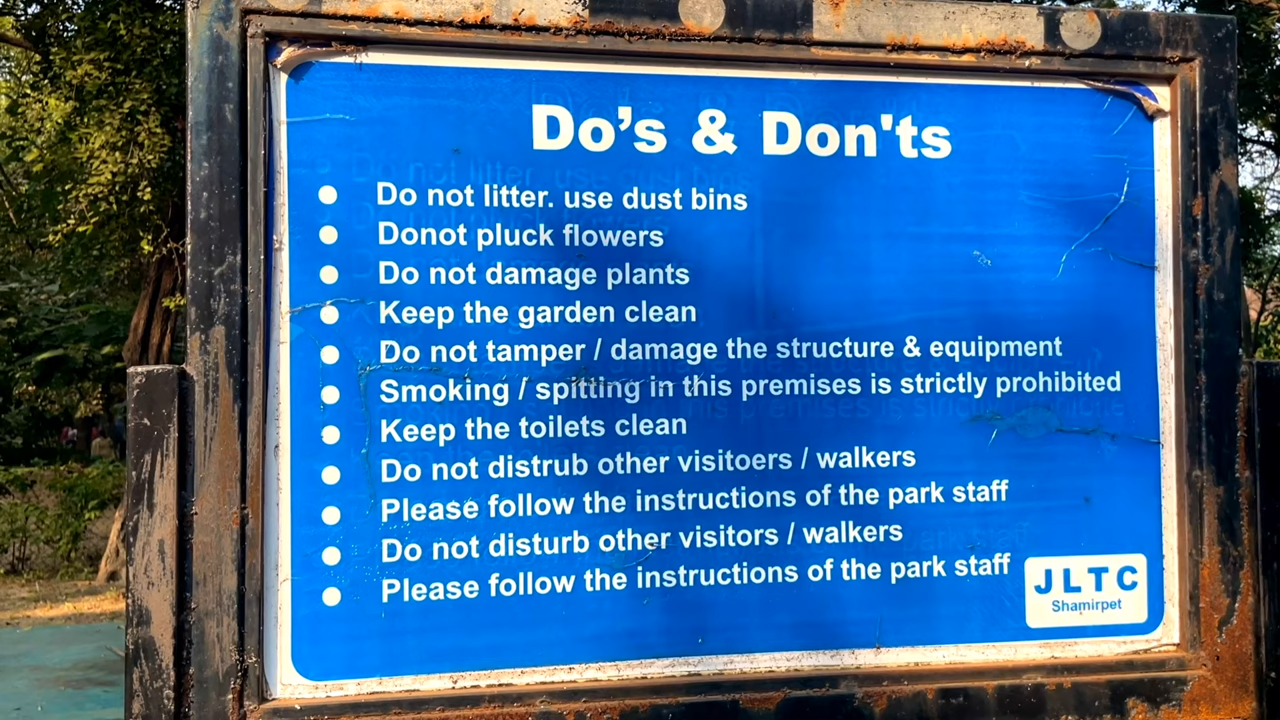 Do’s & Don'ts
Do not litter. use dust bins
Donot pluck flowers
Do not damage plants
Keep the garden clean
Do not tamper / damage the structure & equipment
Smoking / spitting in this premises is strictly prohibited
Keep the toilets clean
Do not distrub other visitoers / walkers
Please follow the instructions of the park staff
Do not disturb other visitors / walkers
Please follow the instructions of the park staff
JLTC
Shamirpet